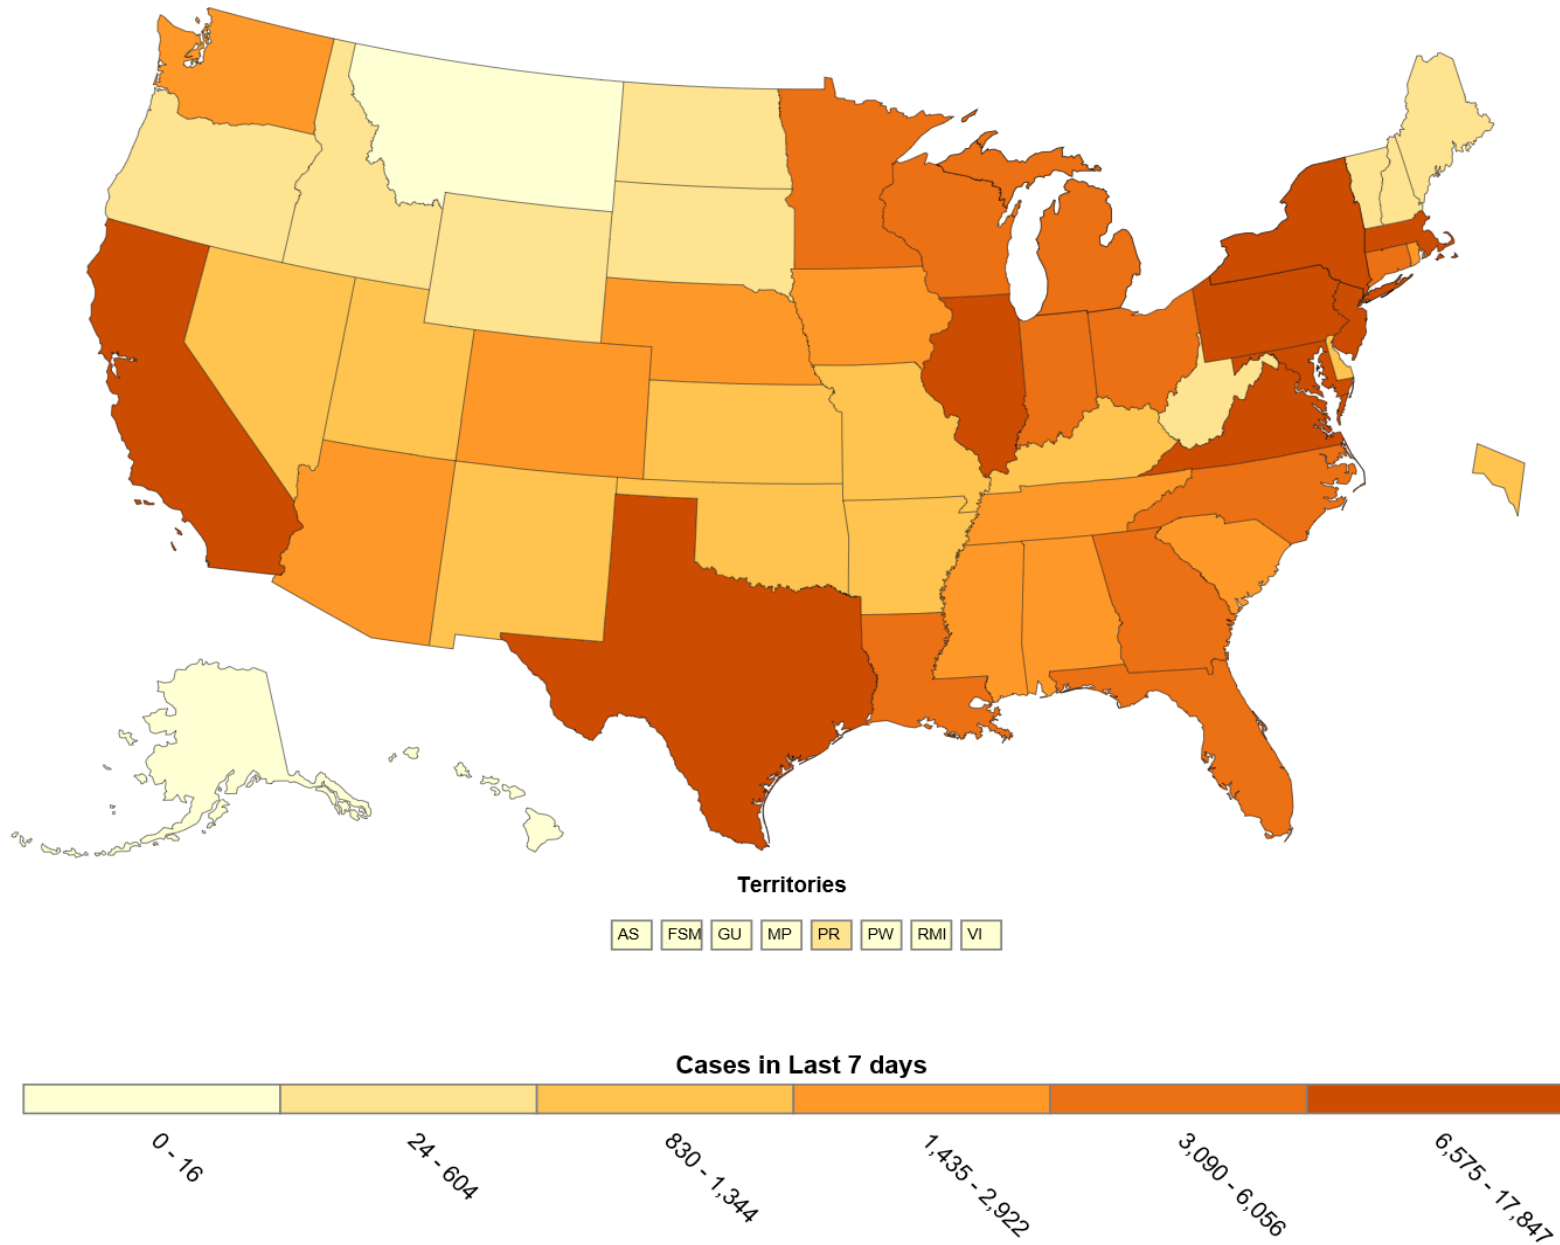 Territories
AS FSM GU MP PR PW RMI VI
Cases in Last 7 days
0 - 16
24 - 604
830 - 1,344
1,435 - 2,922
3,090 - 6,056
6,575 - 17,847